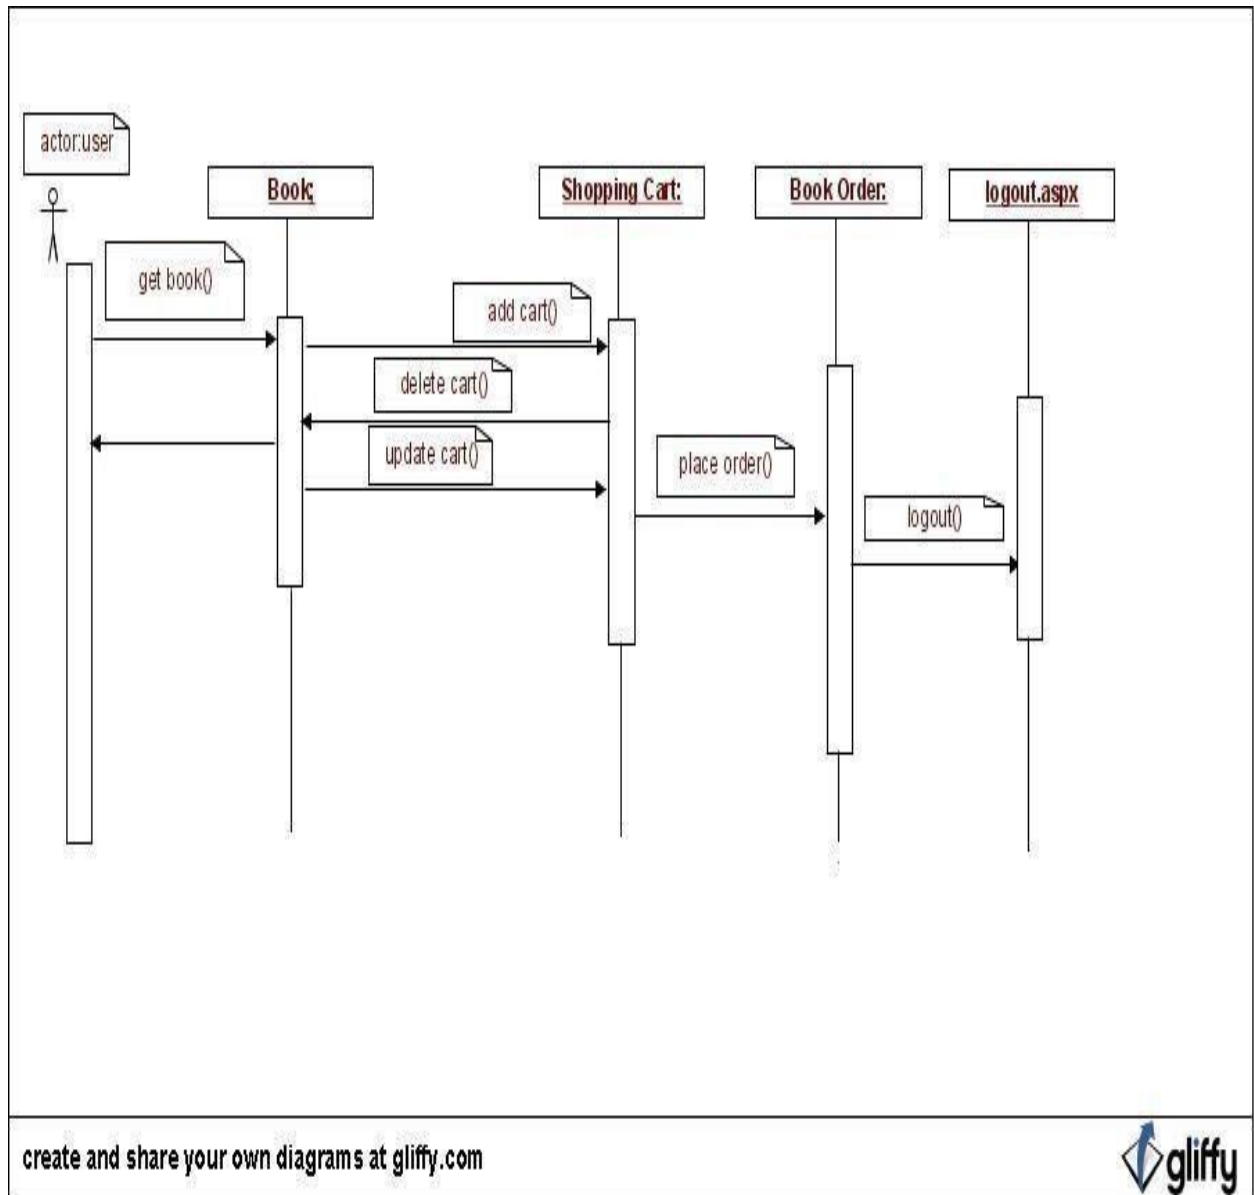 actor:user
Book;
Shopping Cart:
Book Order:
logout.aspx
get book()
add cart()
delete cart()
update cart()
place order()
logout()
create and share your own diagrams at gliffy.com
gliffy